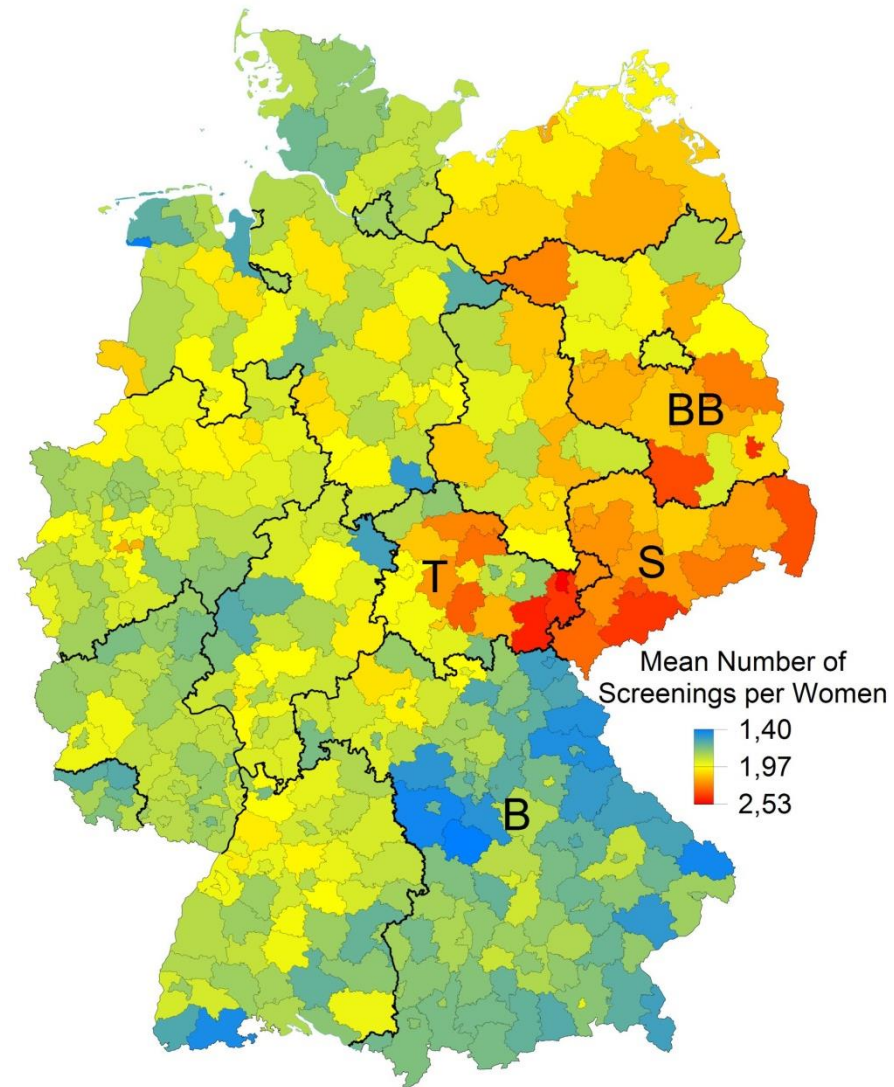 BB
T
S
Mean Number of
Screenings per Women
1,40
1,97
2,53
B